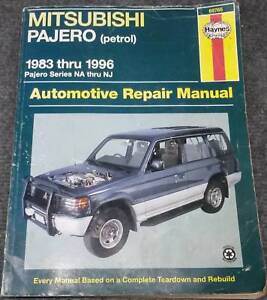 MITSUBISHI
PAJERO (petrol)
68765
Haynes
1983 thru 1996
Pajero Series NA thru NJ
Automotive Repair Manual
Every Manual Based on a Complete Teardown and Rebuild